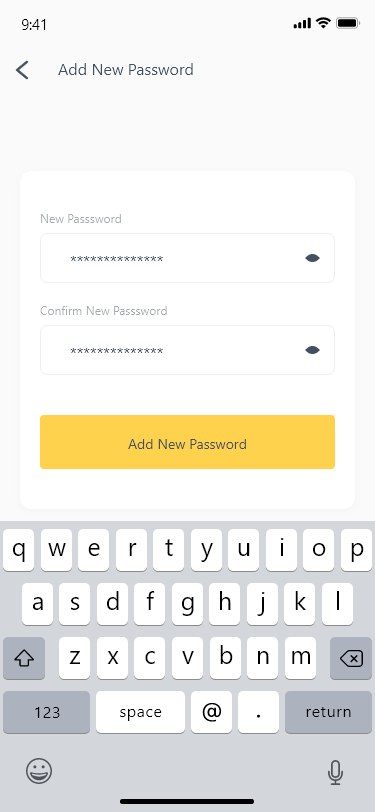 9:41
Add New Password
New Passsword
**************
Confirm New Passsword
**************
Add New Password
q w e r t y u i o p
a s d f g h j k l
z x c v b n m
123 space @ . return